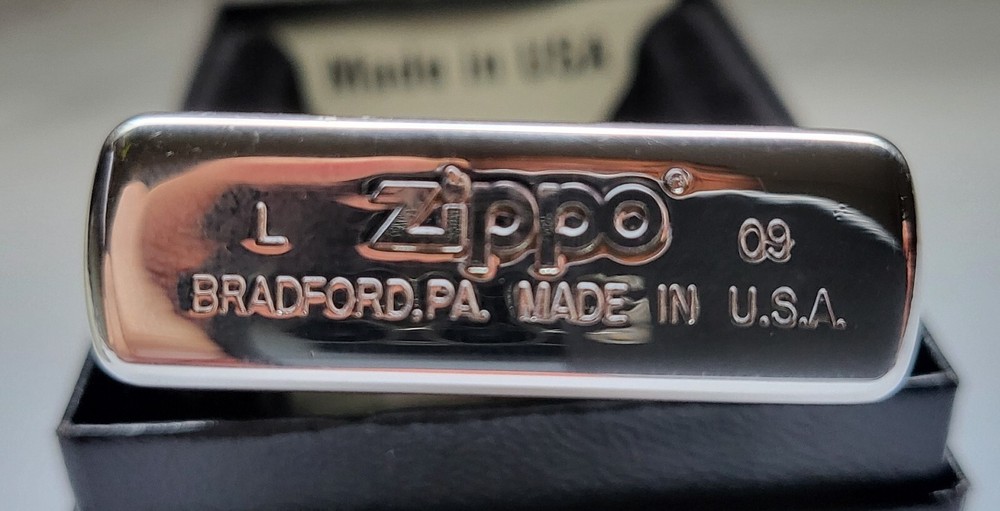 Made in USA
L Zippo® 09
BRADFORD,PA. MADE IN U.S.A.